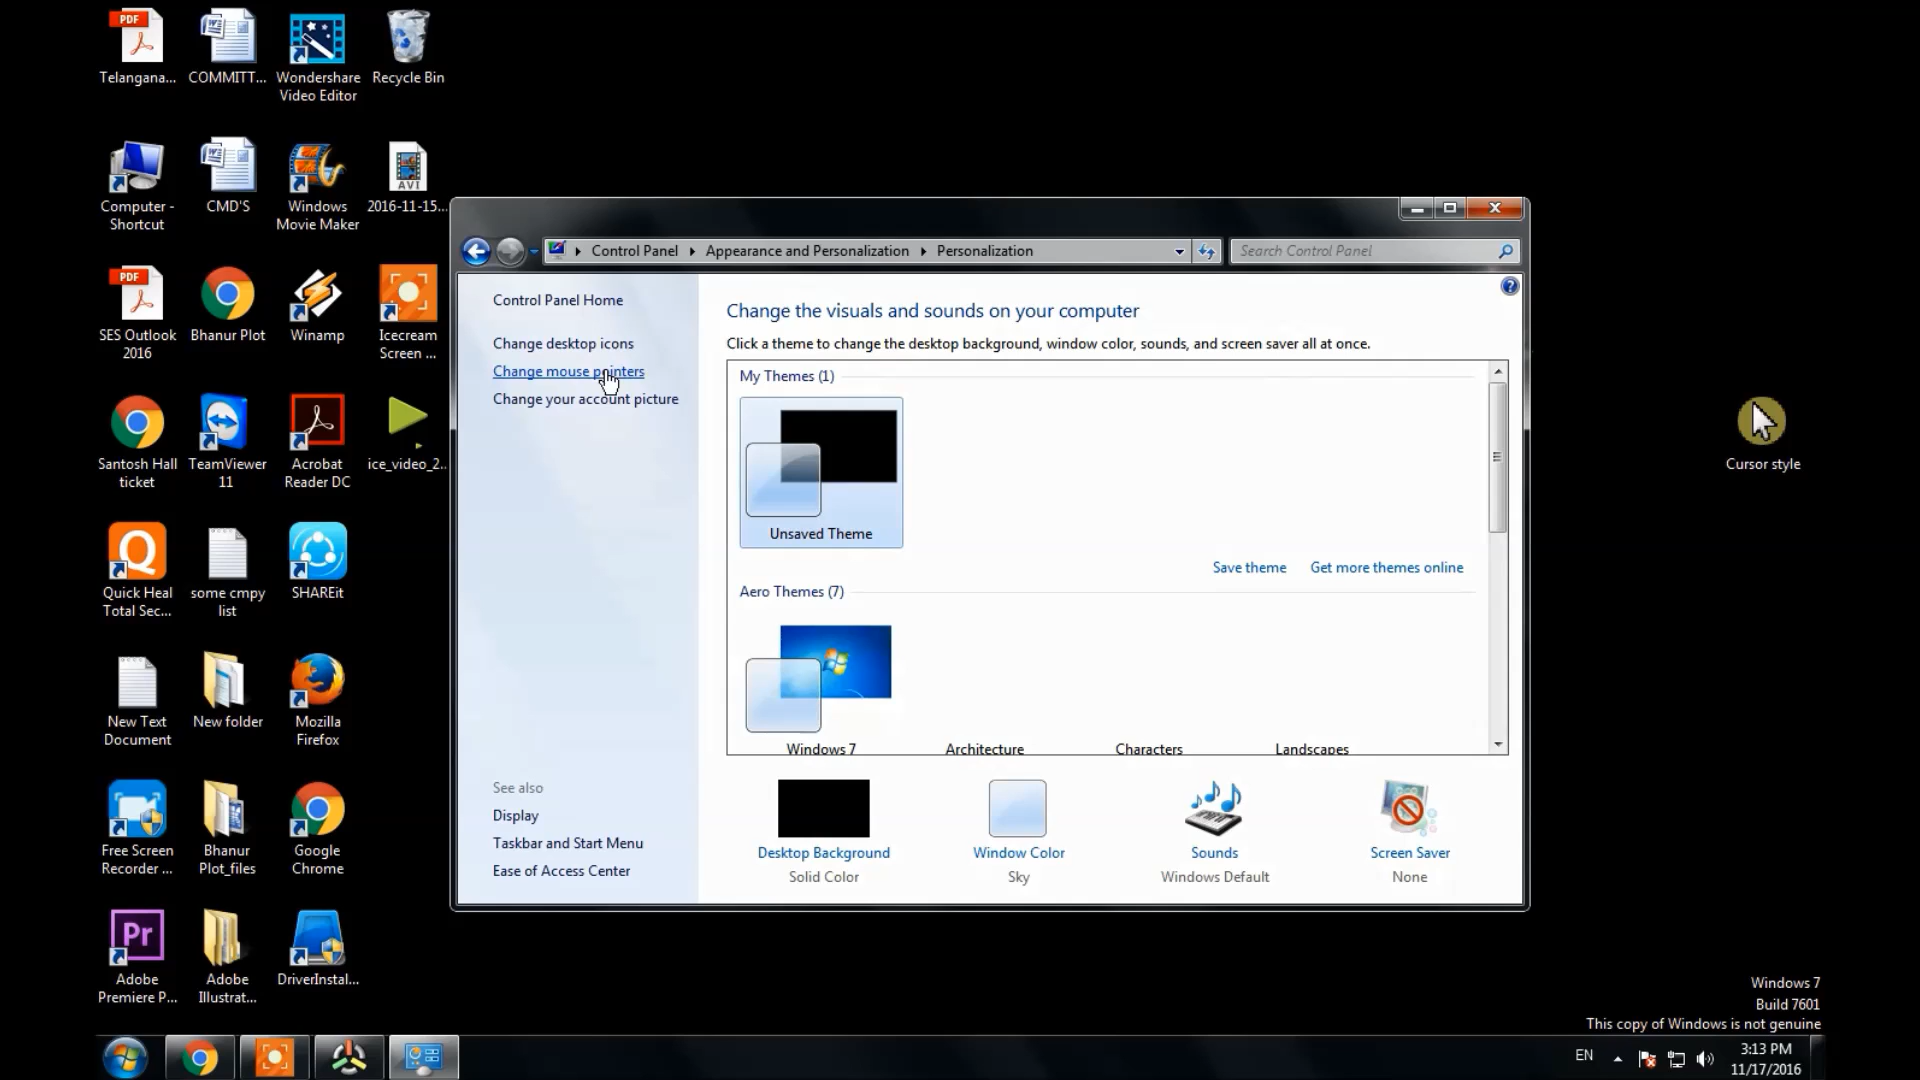 PDF
Telangana...
COMMITT...
Wondershare
Video Editor
Recycle Bin
Computer -
Shortcut
CMD'S
Windows
Movie Maker
AVI
2016-11-15...
PDF
SES Outlook
2016
Bhanur Plot
Winamp
Icecream
Screen ...
Santosh Hall
ticket
TeamViewer
11
Acrobat
Reader DC
ice_video_2...
Quick Heal
Total Sec...
some cmpy
list
SHAREit
New Text
Document
New folder
Mozilla
Firefox
Free Screen
Recorder ...
Bhanur
Plot_files
Google
Chrome
Pr
Adobe
Premiere P...
Adobe
Illustrat...
DriverInstal...
Control Panel
Appearance and Personalization
Personalization
Search Control Panel
Control Panel Home
Change desktop icons
Change mouse pointers
Change your account picture
See also
Display
Taskbar and Start Menu
Ease of Access Center
Change the visuals and sounds on your computer
Click a theme to change the desktop background, window color, sounds, and screen saver all at once.
My Themes (1)
Unsaved Theme
Save theme
Get more themes online
Aero Themes (7)
Windows 7
Architecture
Characters
Landscapes
Desktop Background
Solid Color
Window Color
Sky
Sounds
Windows Default
Screen Saver
None
Cursor style
Windows 7
Build 7601
This copy of Windows is not genuine
EN
3:13 PM
11/17/2016